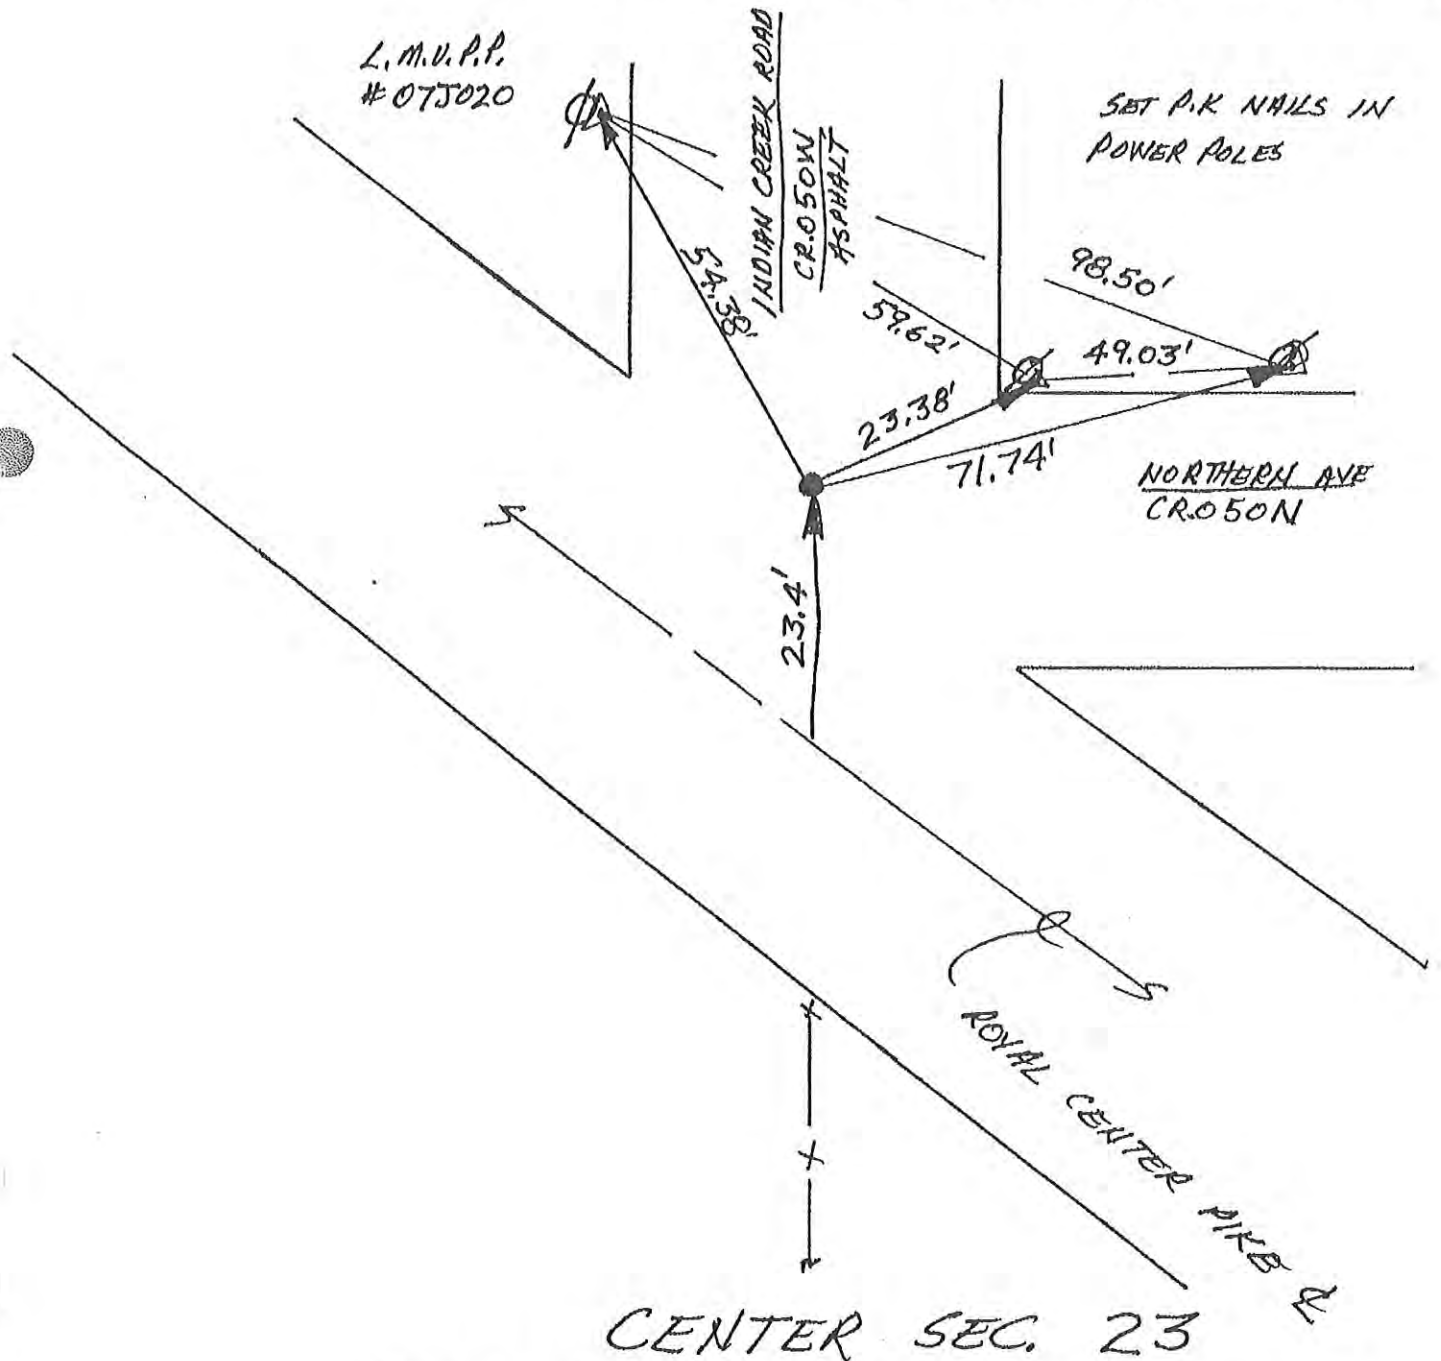 L.M.U.P.P.
# 07J020
INDIAN CREEK ROAD
CR.050W
ASPHALT
SET P.K NAILS IN
POWER POLES
54.38'
98.50'
59.62'
49.03'
23.38'
71.74'
NORTHERN AVE
CR.050N
23.4'
ROYAL CENTER PIKE ℄
CENTER SEC. 23